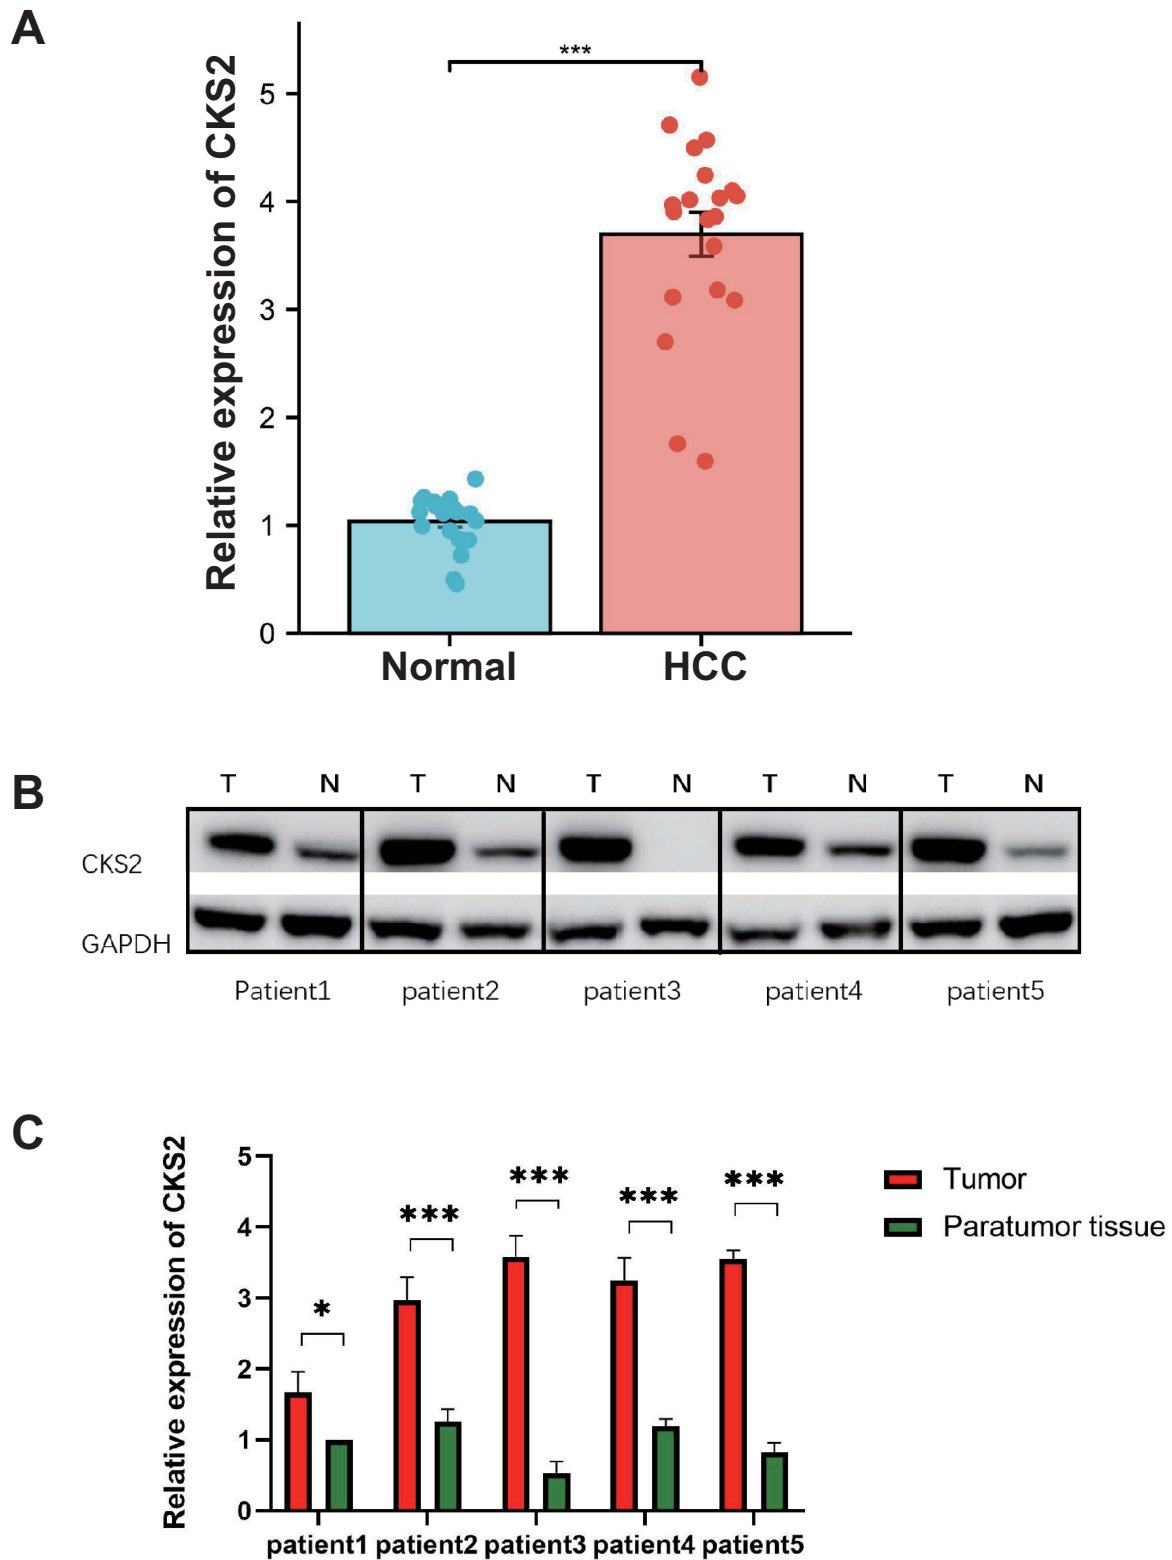 A
Relative expression of CKS2
***
5
4
3
2
1
0
Normal HCC
B
T N T N T N T N T N
CKS2
GAPDH
Patient1 patient2 patient3 patient4 patient5
C
Relative expression of CKS2
5
4
3
2
1
0
* *** *** *** ***
patient1 patient2 patient3 patient4 patient5
Tumor
Paratumor tissue